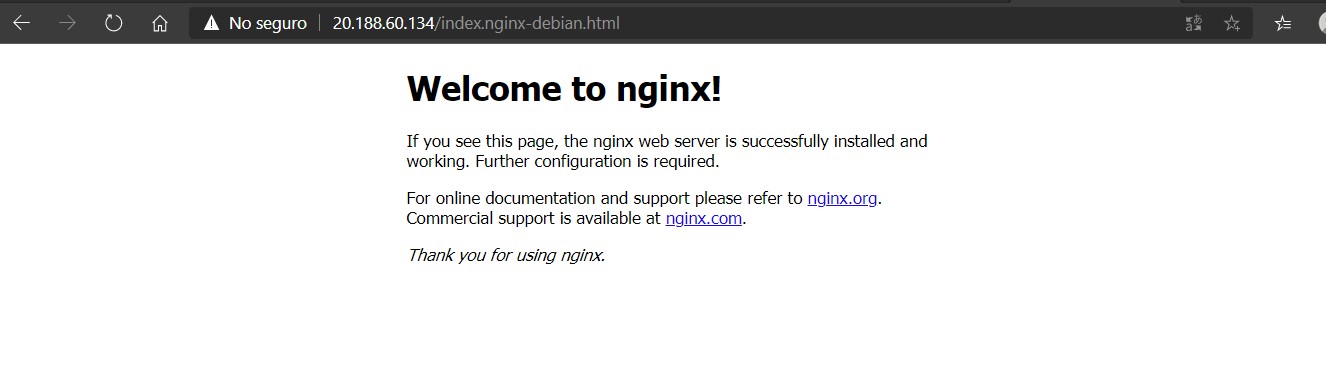 No seguro 20.188.60.134/index.nginx-debian.html
Welcome to nginx!
If you see this page, the nginx web server is successfully installed and
working. Further configuration is required.
For online documentation and support please refer to nginx.org.
Commercial support is available at nginx.com.
Thank you for using nginx.